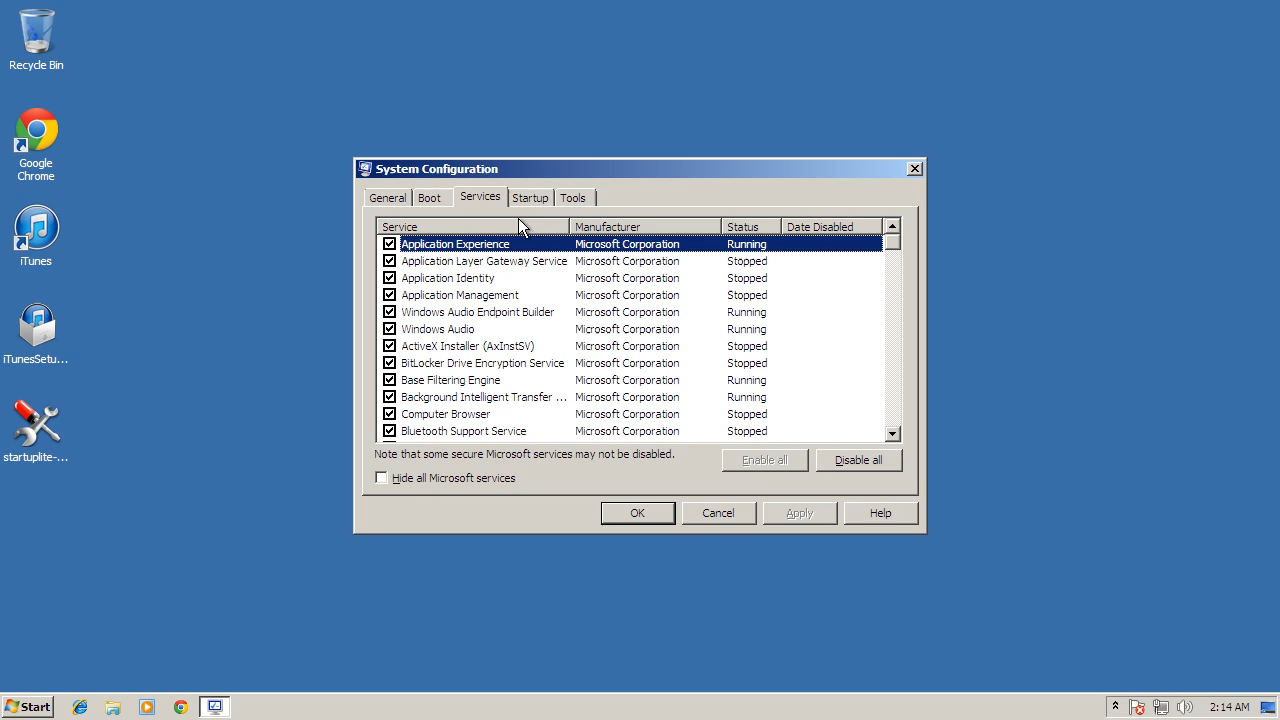 Recycle Bin
Google
Chrome
iTunes
iTunesSetu...
startuplite-...
System Configuration
General Boot Services Startup Tools
Service Manufacturer Status Date Disabled
Application Experience Microsoft Corporation Running
Application Layer Gateway Service Microsoft Corporation Stopped
Application Identity Microsoft Corporation Stopped
Application Management Microsoft Corporation Stopped
Windows Audio Endpoint Builder Microsoft Corporation Running
Windows Audio Microsoft Corporation Running
ActiveX Installer (AxInstSV) Microsoft Corporation Stopped
BitLocker Drive Encryption Service Microsoft Corporation Stopped
Base Filtering Engine Microsoft Corporation Running
Background Intelligent Transfer ... Microsoft Corporation Running
Computer Browser Microsoft Corporation Stopped
Bluetooth Support Service Microsoft Corporation Stopped
Note that some secure Microsoft services may not be disabled.
Enable all Disable all
Hide all Microsoft services
OK Cancel Apply Help
Start 2:14 AM